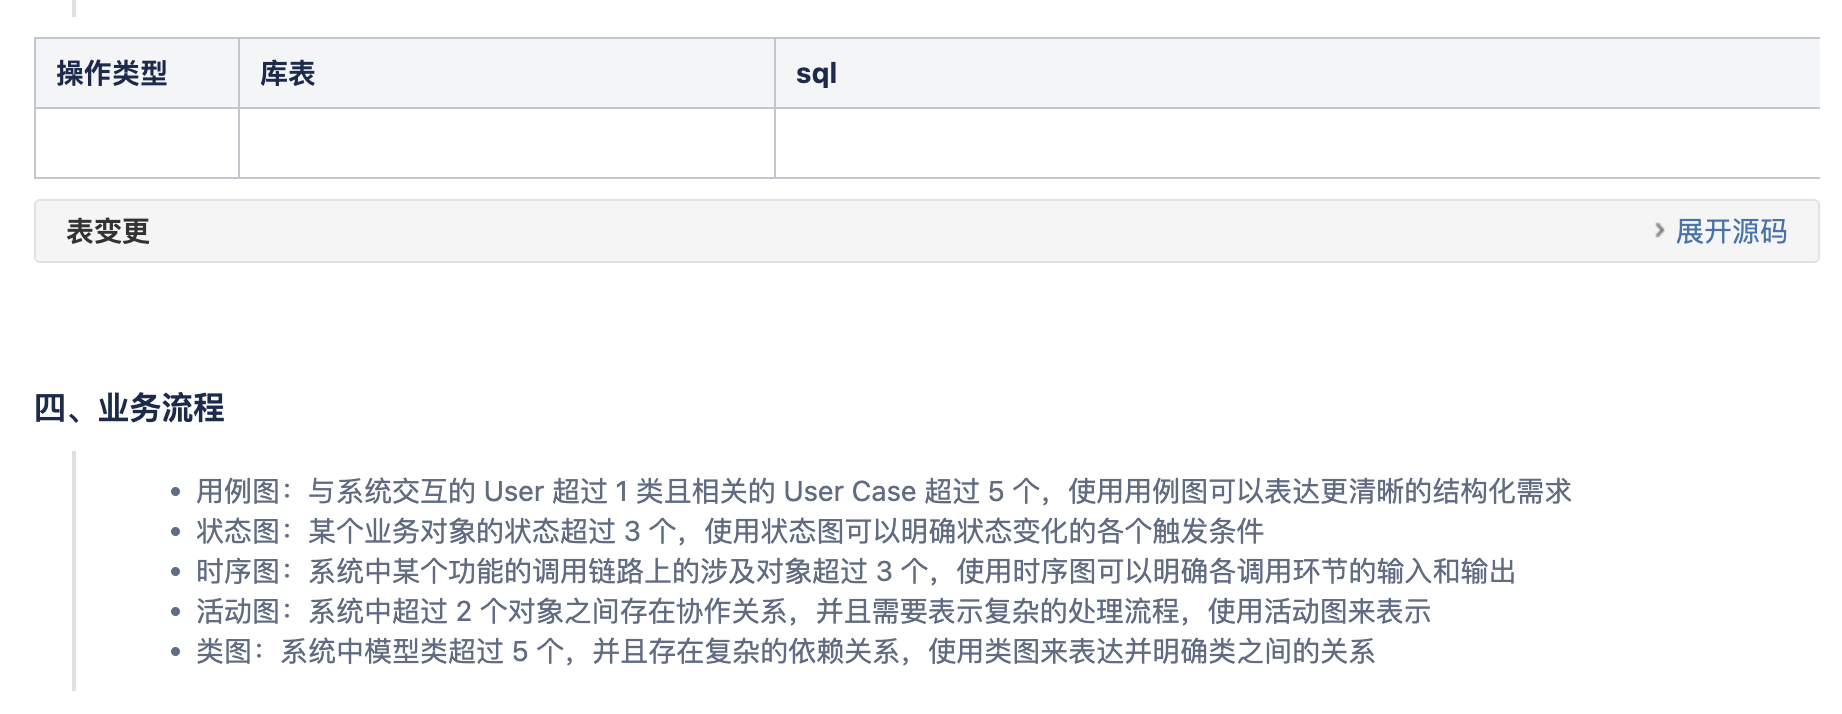 操作类型 库表 sql
表变更 展开源码
四、业务流程
用例图：与系统交互的 User 超过 1 类且相关的 User Case 超过 5 个，使用用例图可以表达更清晰的结构化需求
状态图：某个业务对象的状态超过 3 个，使用状态图可以明确状态变化的各个触发条件
时序图：系统中某个功能的调用链路上的涉及对象超过 3 个，使用时序图可以明确各调用环节的输入和输出
活动图：系统中超过 2 个对象之间存在协作关系，并且需要表示复杂的处理流程，使用活动图来表示
类图：系统中模型类超过 5 个，并且存在复杂的依赖关系，使用类图来表达并明确类之间的关系